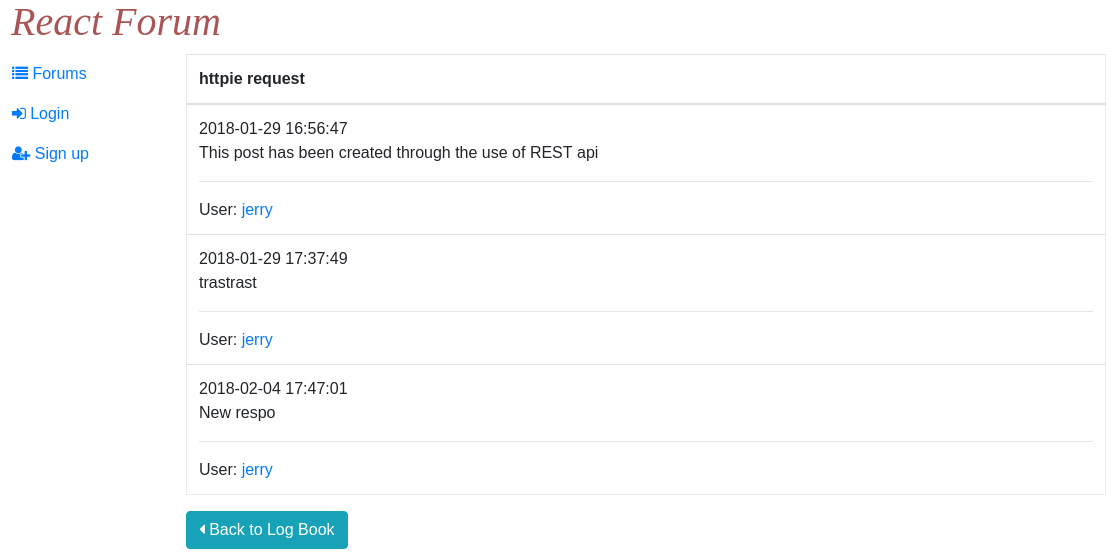 React Forum
Forums
Login
Sign up
httpie request
2018-01-29 16:56:47
This post has been created through the use of REST api
User: jerry
2018-01-29 17:37:49
trastrast
User: jerry
2018-02-04 17:47:01
New respo
User: jerry
Back to Log Book